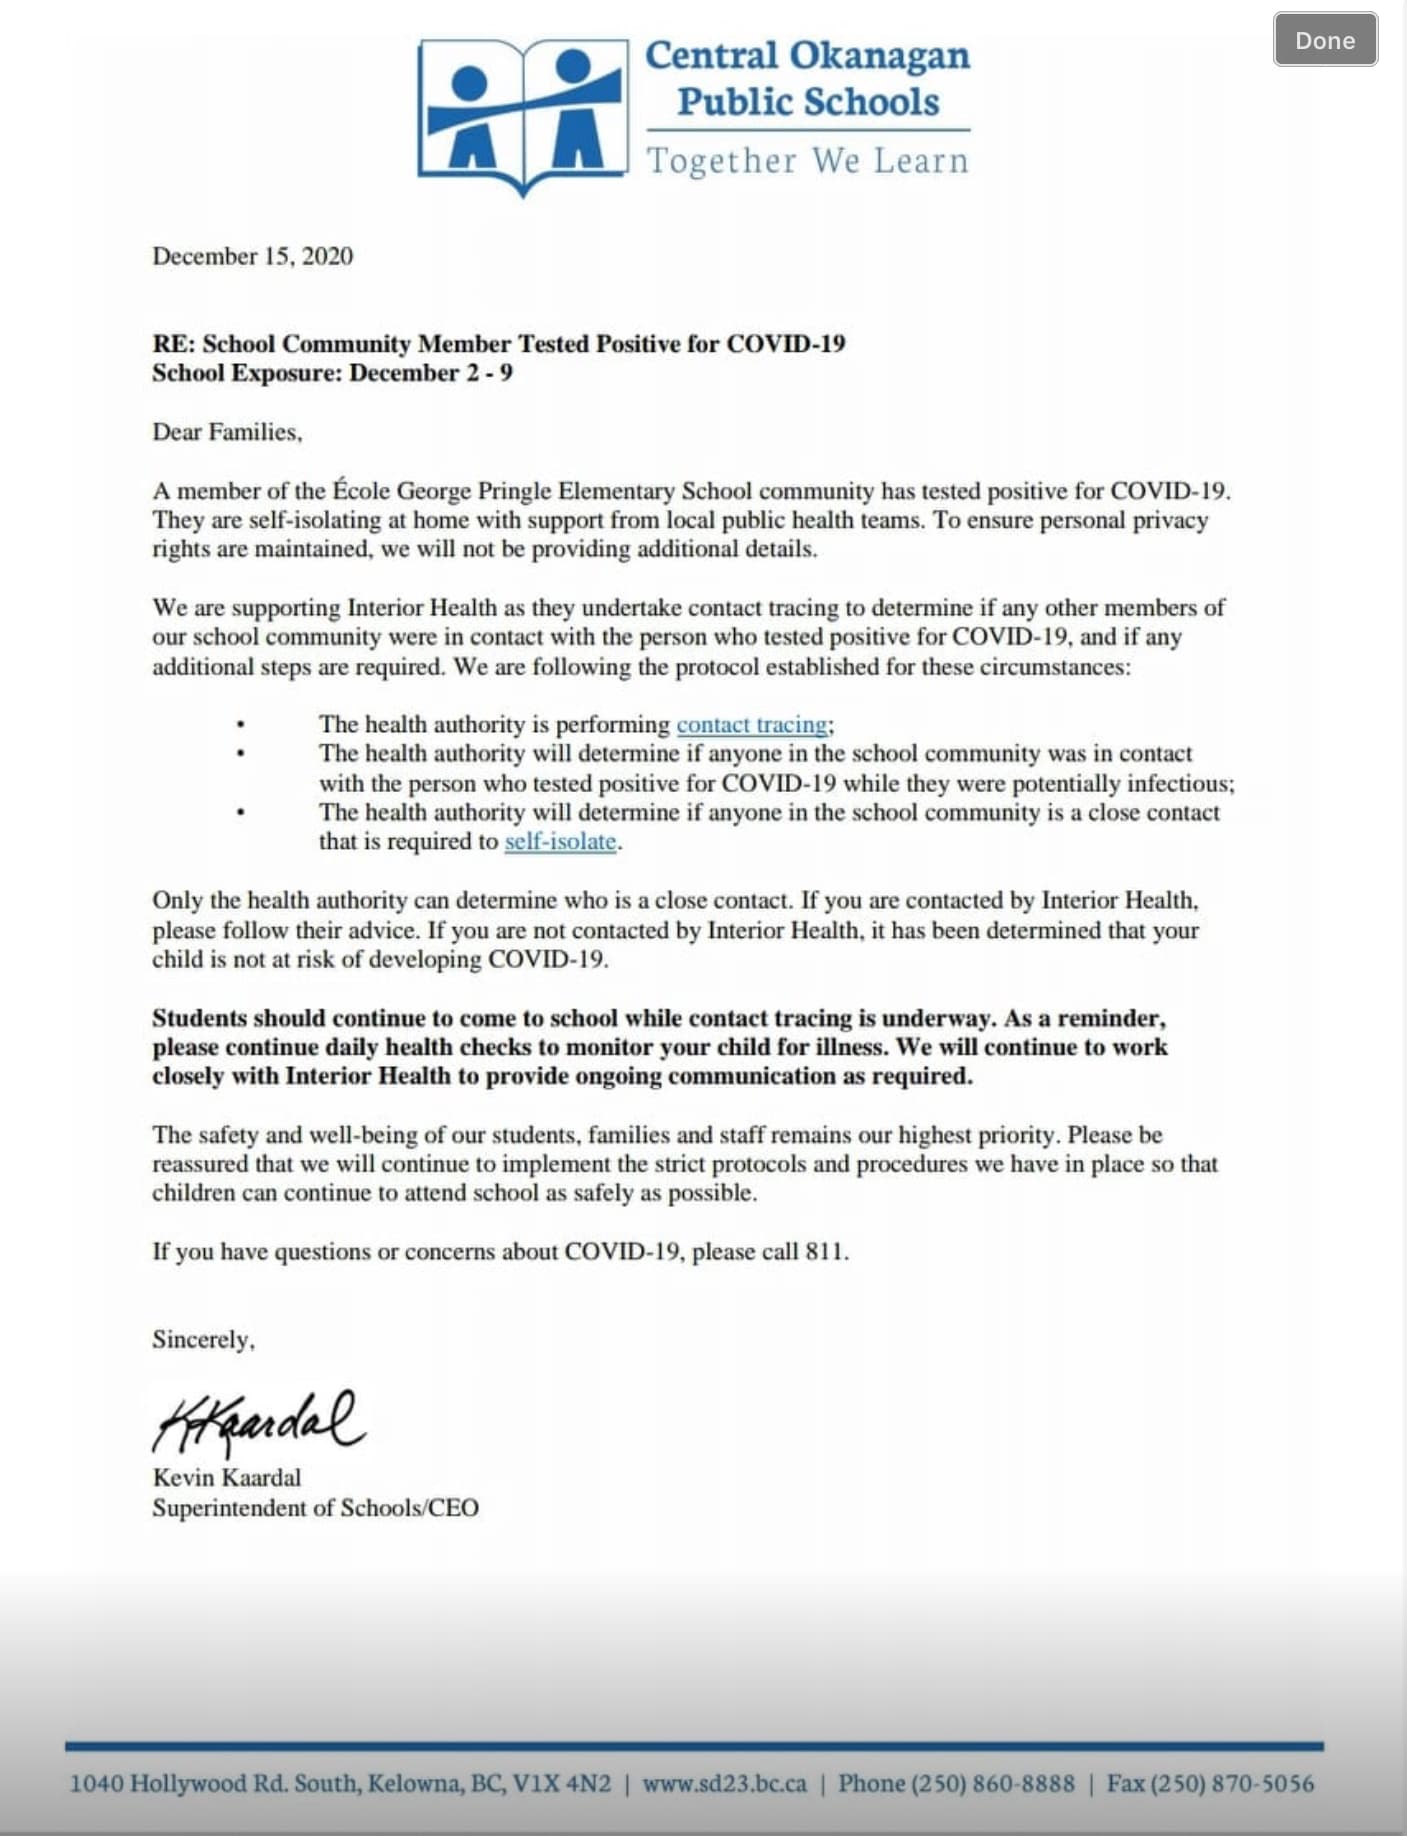 Done
Central Okanagan
Public Schools
Together We Learn
December 15, 2020
RE: School Community Member Tested Positive for COVID-19
School Exposure: December 2 - 9
Dear Families,
A member of the École George Pringle Elementary School community has tested positive for COVID-19.
They are self-isolating at home with support from local public health teams. To ensure personal privacy
rights are maintained, we will not be providing additional details.
We are supporting Interior Health as they undertake contact tracing to determine if any other members of
our school community were in contact with the person who tested positive for COVID-19, and if any
additional steps are required. We are following the protocol established for these circumstances:
• The health authority is performing contact tracing;
• The health authority will determine if anyone in the school community was in contact
with the person who tested positive for COVID-19 while they were potentially infectious;
• The health authority will determine if anyone in the school community is a close contact
that is required to self-isolate.
Only the health authority can determine who is a close contact. If you are contacted by Interior Health,
please follow their advice. If you are not contacted by Interior Health, it has been determined that your
child is not at risk of developing COVID-19.
Students should continue to come to school while contact tracing is underway. As a reminder,
please continue daily health checks to monitor your child for illness. We will continue to work
closely with Interior Health to provide ongoing communication as required.
The safety and well-being of our students, families and staff remains our highest priority. Please be
reassured that we will continue to implement the strict protocols and procedures we have in place so that
children can continue to attend school as safely as possible.
If you have questions or concerns about COVID-19, please call 811.
Sincerely,
KKaardal
Kevin Kaardal
Superintendent of Schools/CEO
1040 Hollywood Rd. South, Kelowna, BC, V1X 4N2 | www.sd23.bc.ca | Phone (250) 860-8888 | Fax (250) 870-5056